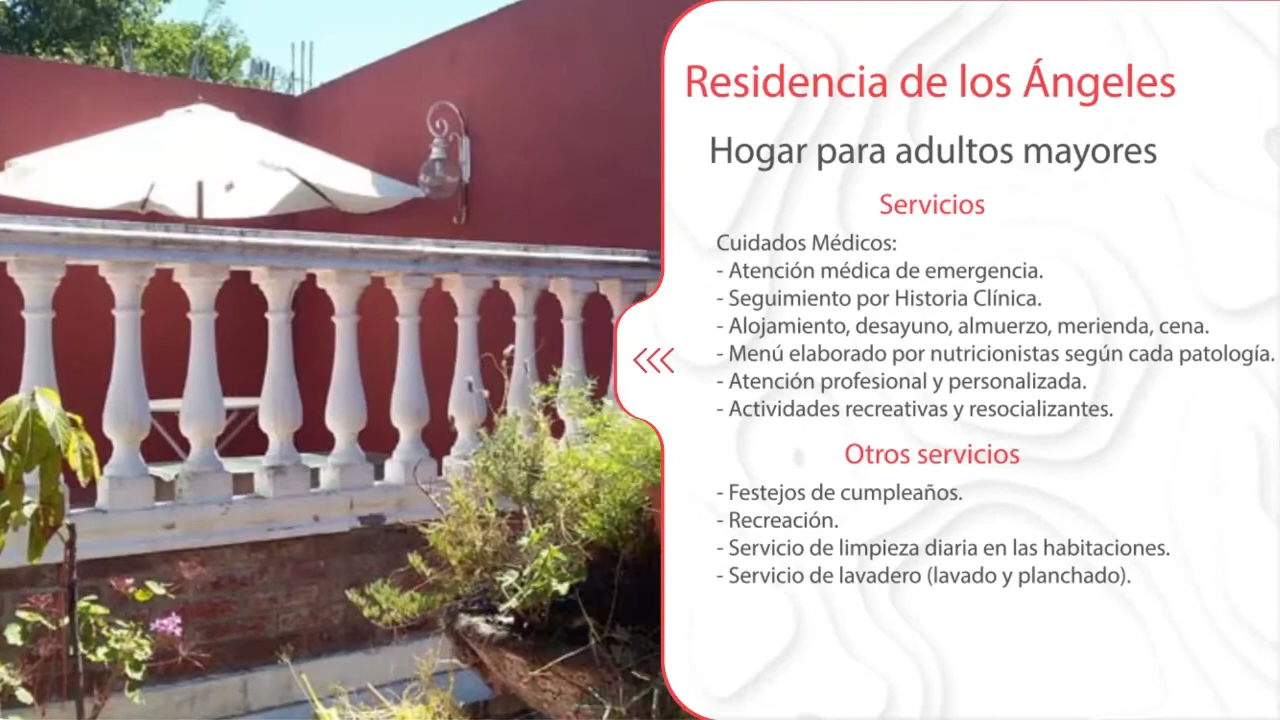 Residencia de los Ángeles
Hogar para adultos mayores
Servicios
Cuidados Médicos:
- Atención médica de emergencia.
- Seguimiento por Historia Clínica.
- Alojamiento, desayuno, almuerzo, merienda, cena.
- Menú elaborado por nutricionistas según cada patología.
- Atención profesional y personalizada.
- Actividades recreativas y resocializantes.
Otros servicios
- Festejos de cumpleaños.
- Recreación.
- Servicio de limpieza diaria en las habitaciones.
- Servicio de lavadero (lavado y planchado).